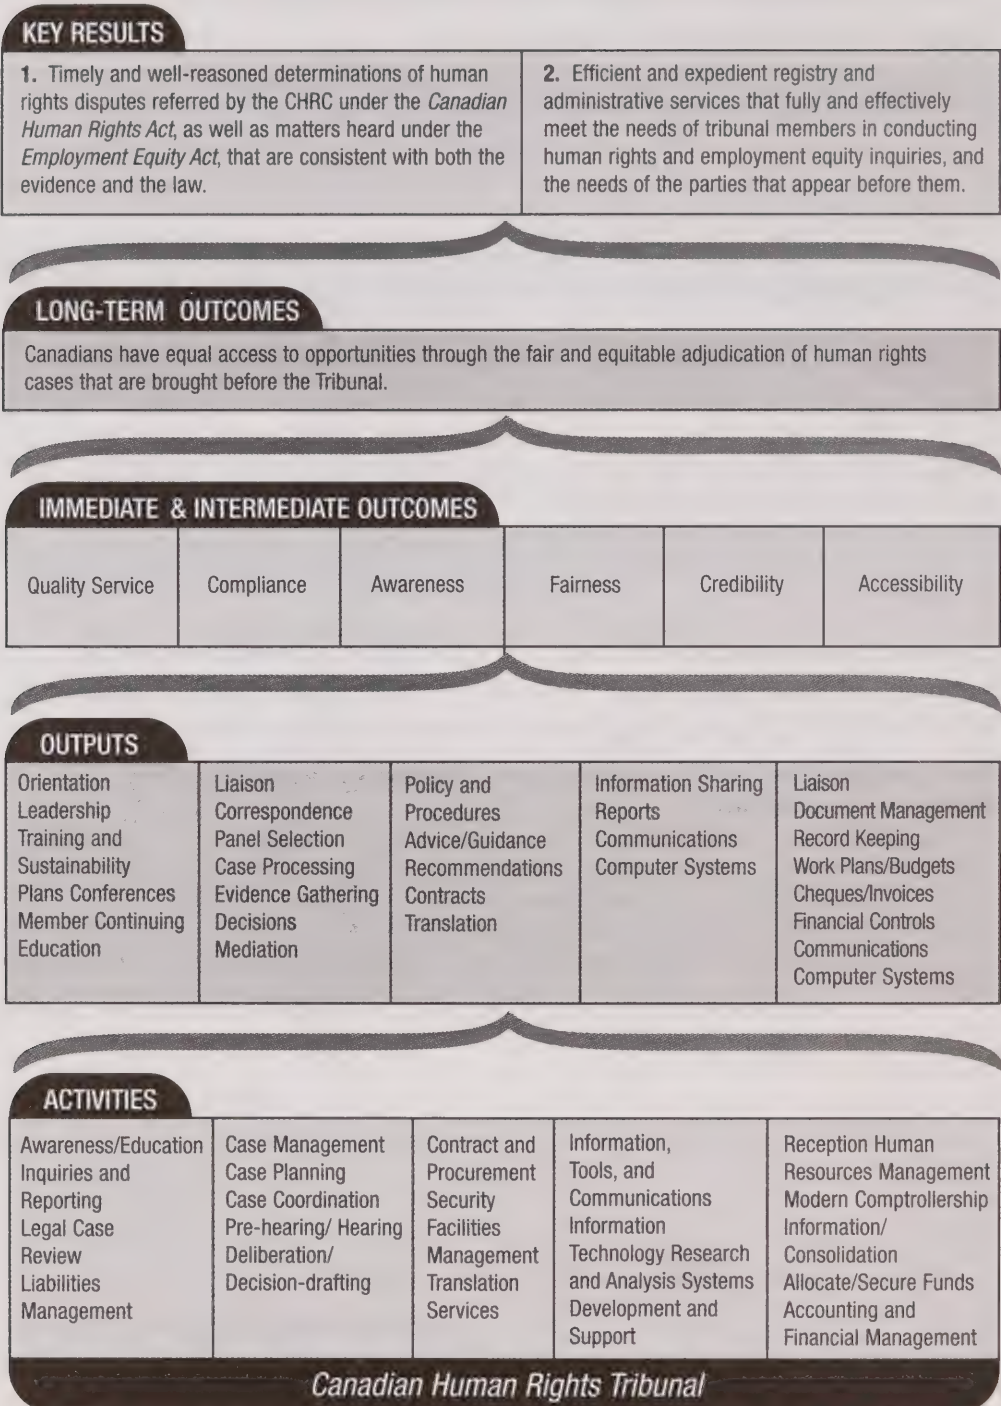 KEY RESULTS
1. Timely and well-reasoned determinations of human
rights disputes referred by the CHRC under the Canadian
Human Rights Act, as well as matters heard under the
Employment Equity Act, that are consistent with both the
evidence and the law.
2. Efficient and expedient registry and
administrative services that fully and effectively
meet the needs of tribunal members in conducting
human rights and employment equity inquiries, and
the needs of the parties that appear before them.
LONG-TERM OUTCOMES
Canadians have equal access to opportunities through the fair and equitable adjudication of human rights
cases that are brought before the Tribunal.
IMMEDIATE & INTERMEDIATE OUTCOMES
Quality Service
Compliance
Awareness
Fairness
Credibility
Accessibility
OUTPUTS
Orientation
Leadership
Training and
Sustainability
Plans Conferences
Member Continuing
Education
Liaison
Correspondence
Panel Selection
Case Processing
Evidence Gathering
Decisions
Mediation
Policy and
Procedures
Advice/Guidance
Recommendations
Contracts
Translation
Information Sharing
Reports
Communications
Computer Systems
Liaison
Document Management
Record Keeping
Work Plans/Budgets
Cheques/Invoices
Financial Controls
Communications
Computer Systems
ACTIVITIES
Awareness/Education
Inquiries and
Reporting
Legal Case
Review
Liabilities
Management
Case Management
Case Planning
Case Coordination
Pre-hearing/ Hearing
Deliberation/
Decision-drafting
Contract and
Procurement
Security
Facilities
Management
Translation
Services
Information,
Tools, and
Communications
Information
Technology Research
and Analysis Systems
Development and
Support
Reception Human
Resources Management
Modern Comptrollership
Information/
Consolidation
Allocate/Secure Funds
Accounting and
Financial Management
Canadian Human Rights Tribunal